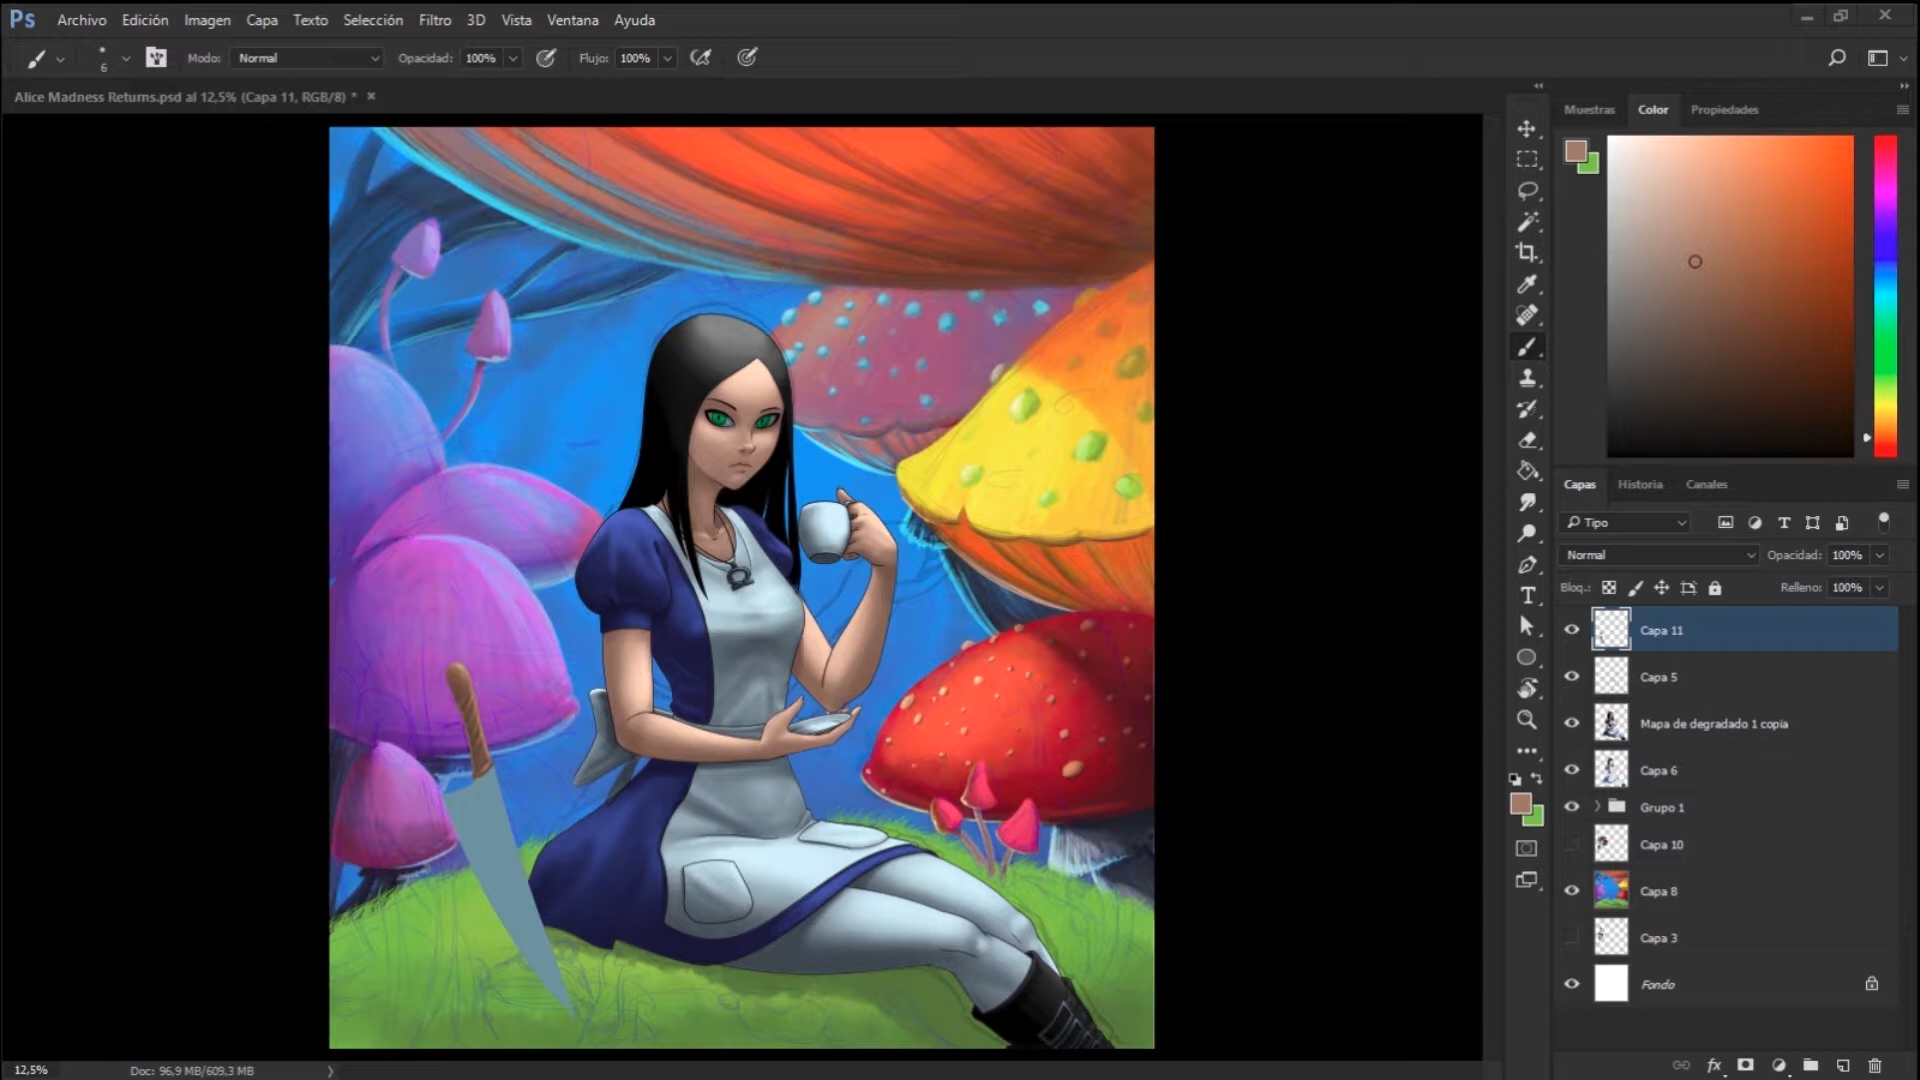 Ps Archivo Edición Imagen Capa Texto Selección Filtro 3D Vista Ventana Ayuda
6 Modo: Normal Opacidad: 100% Flujo: 100%
Alice Madness Returns.psd al 12,5% (Capa 11, RGB/8) * ×
Muestras Color Propiedades
Capas Historia Canales
Tipo
Normal Opacidad: 100%
Bloq.: Relleno: 100%
Capa 11
Capa 5
Mapa de degradado 1 copia
Capa 6
Grupo 1
Capa 10
Capa 8
Capa 3
Fondo
12,5% Doc: 96,9 MB/609,3 MB